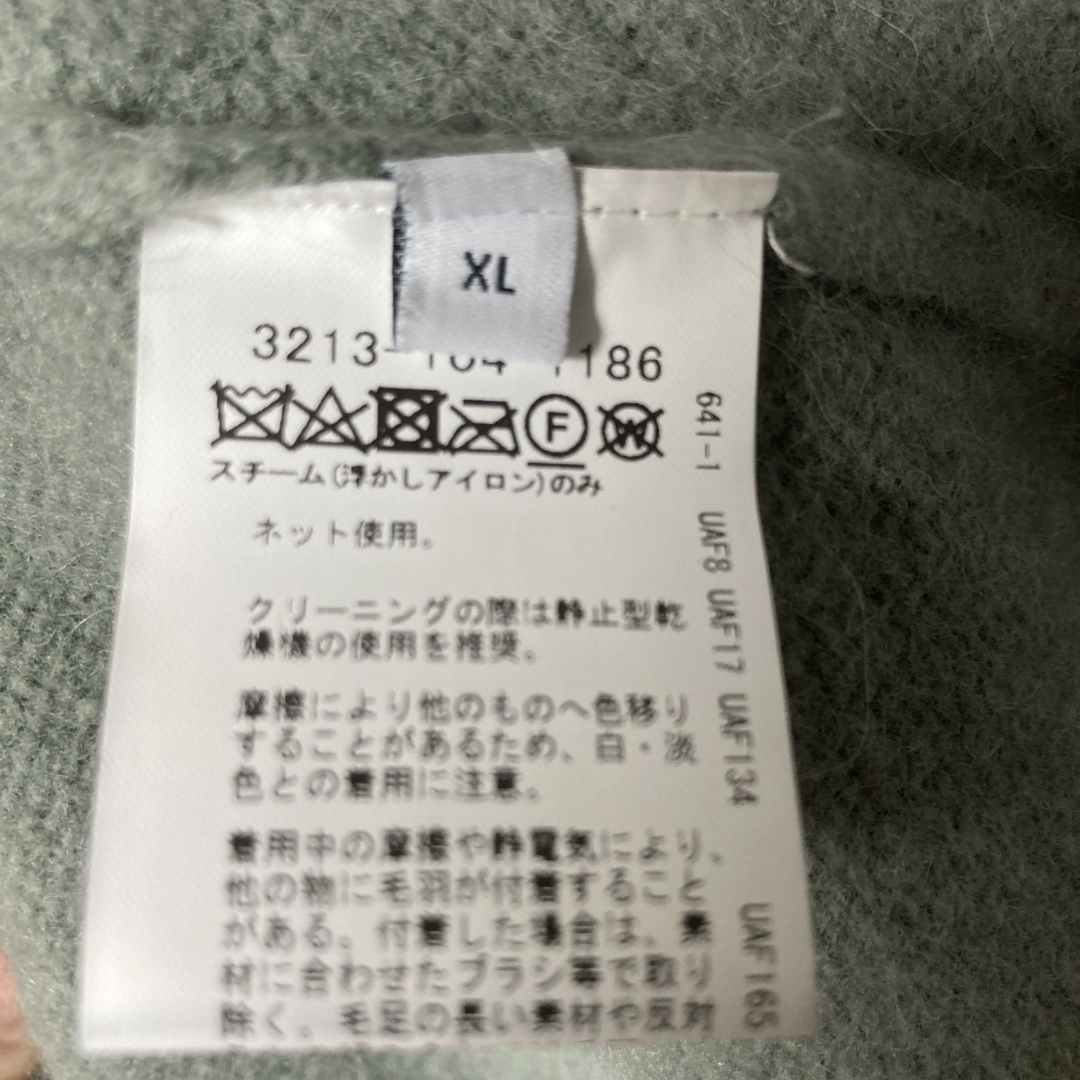 XL
3213-104 1186
F W
スチーム(浮かしアイロン)のみ
ネット使用。
クリーニングの際は静止型乾
燥機の使用を推奨。
摩擦により他のものへ色移り
することがあるため、白・淡
色との着用に注意。
着用中の摩擦や静電気により、
他の物に毛羽が付着すること
がある。付着した場合は、素
材に合わせたブラシ等で取り
除く。毛足の長い素材や反対
641-1 UAF8 UAF17 UAF134 UAF165